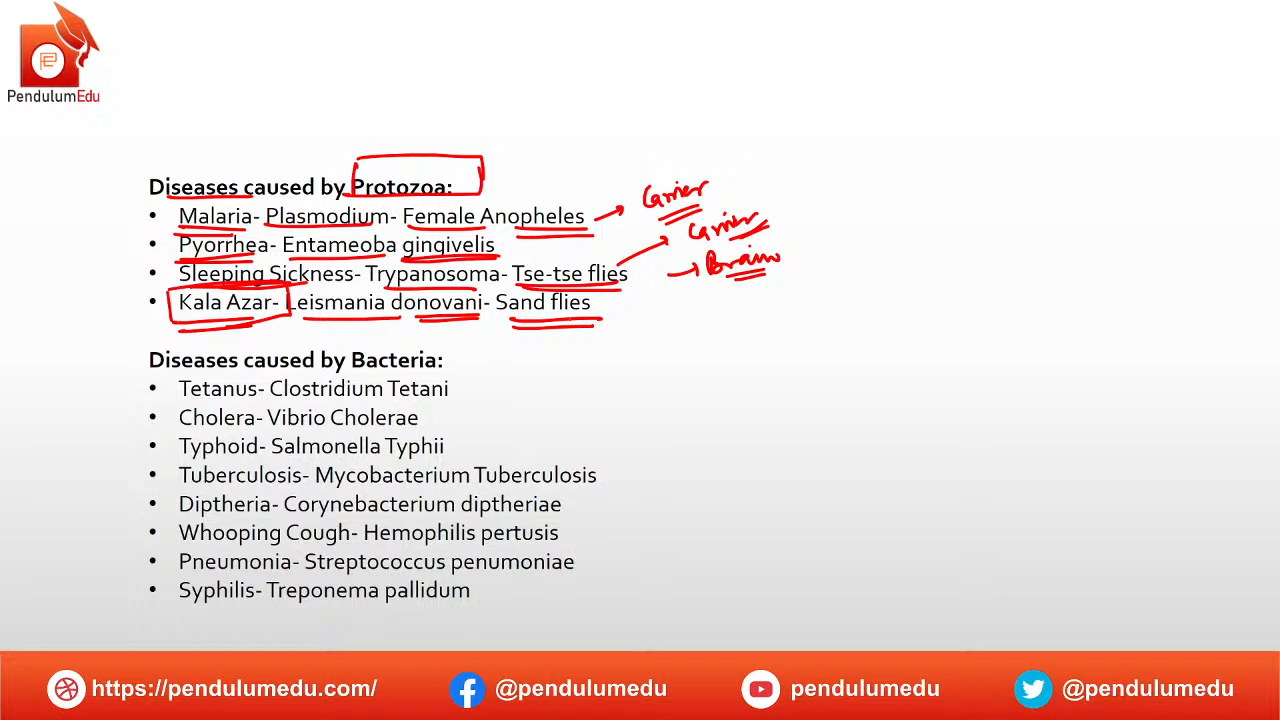 PendulumEdu
Diseases caused by Protozoa:
• Malaria- Plasmodium- Female Anopheles
Carrier
• Pyorrhea- Entameoba gingivelis
Carrier
• Sleeping Sickness- Trypanosoma- Tse-tse flies
Brain
• Kala Azar- Leismania donovani- Sand flies
Diseases caused by Bacteria:
• Tetanus- Clostridium Tetani
• Cholera- Vibrio Cholerae
• Typhoid- Salmonella Typhii
• Tuberculosis- Mycobacterium Tuberculosis
• Diptheria- Corynebacterium diptheriae
• Whooping Cough- Hemophilis pertusis
• Pneumonia- Streptococcus penumoniae
• Syphilis- Treponema pallidum
https://pendulumedu.com/ @pendulumedu pendulumedu @pendulumedu